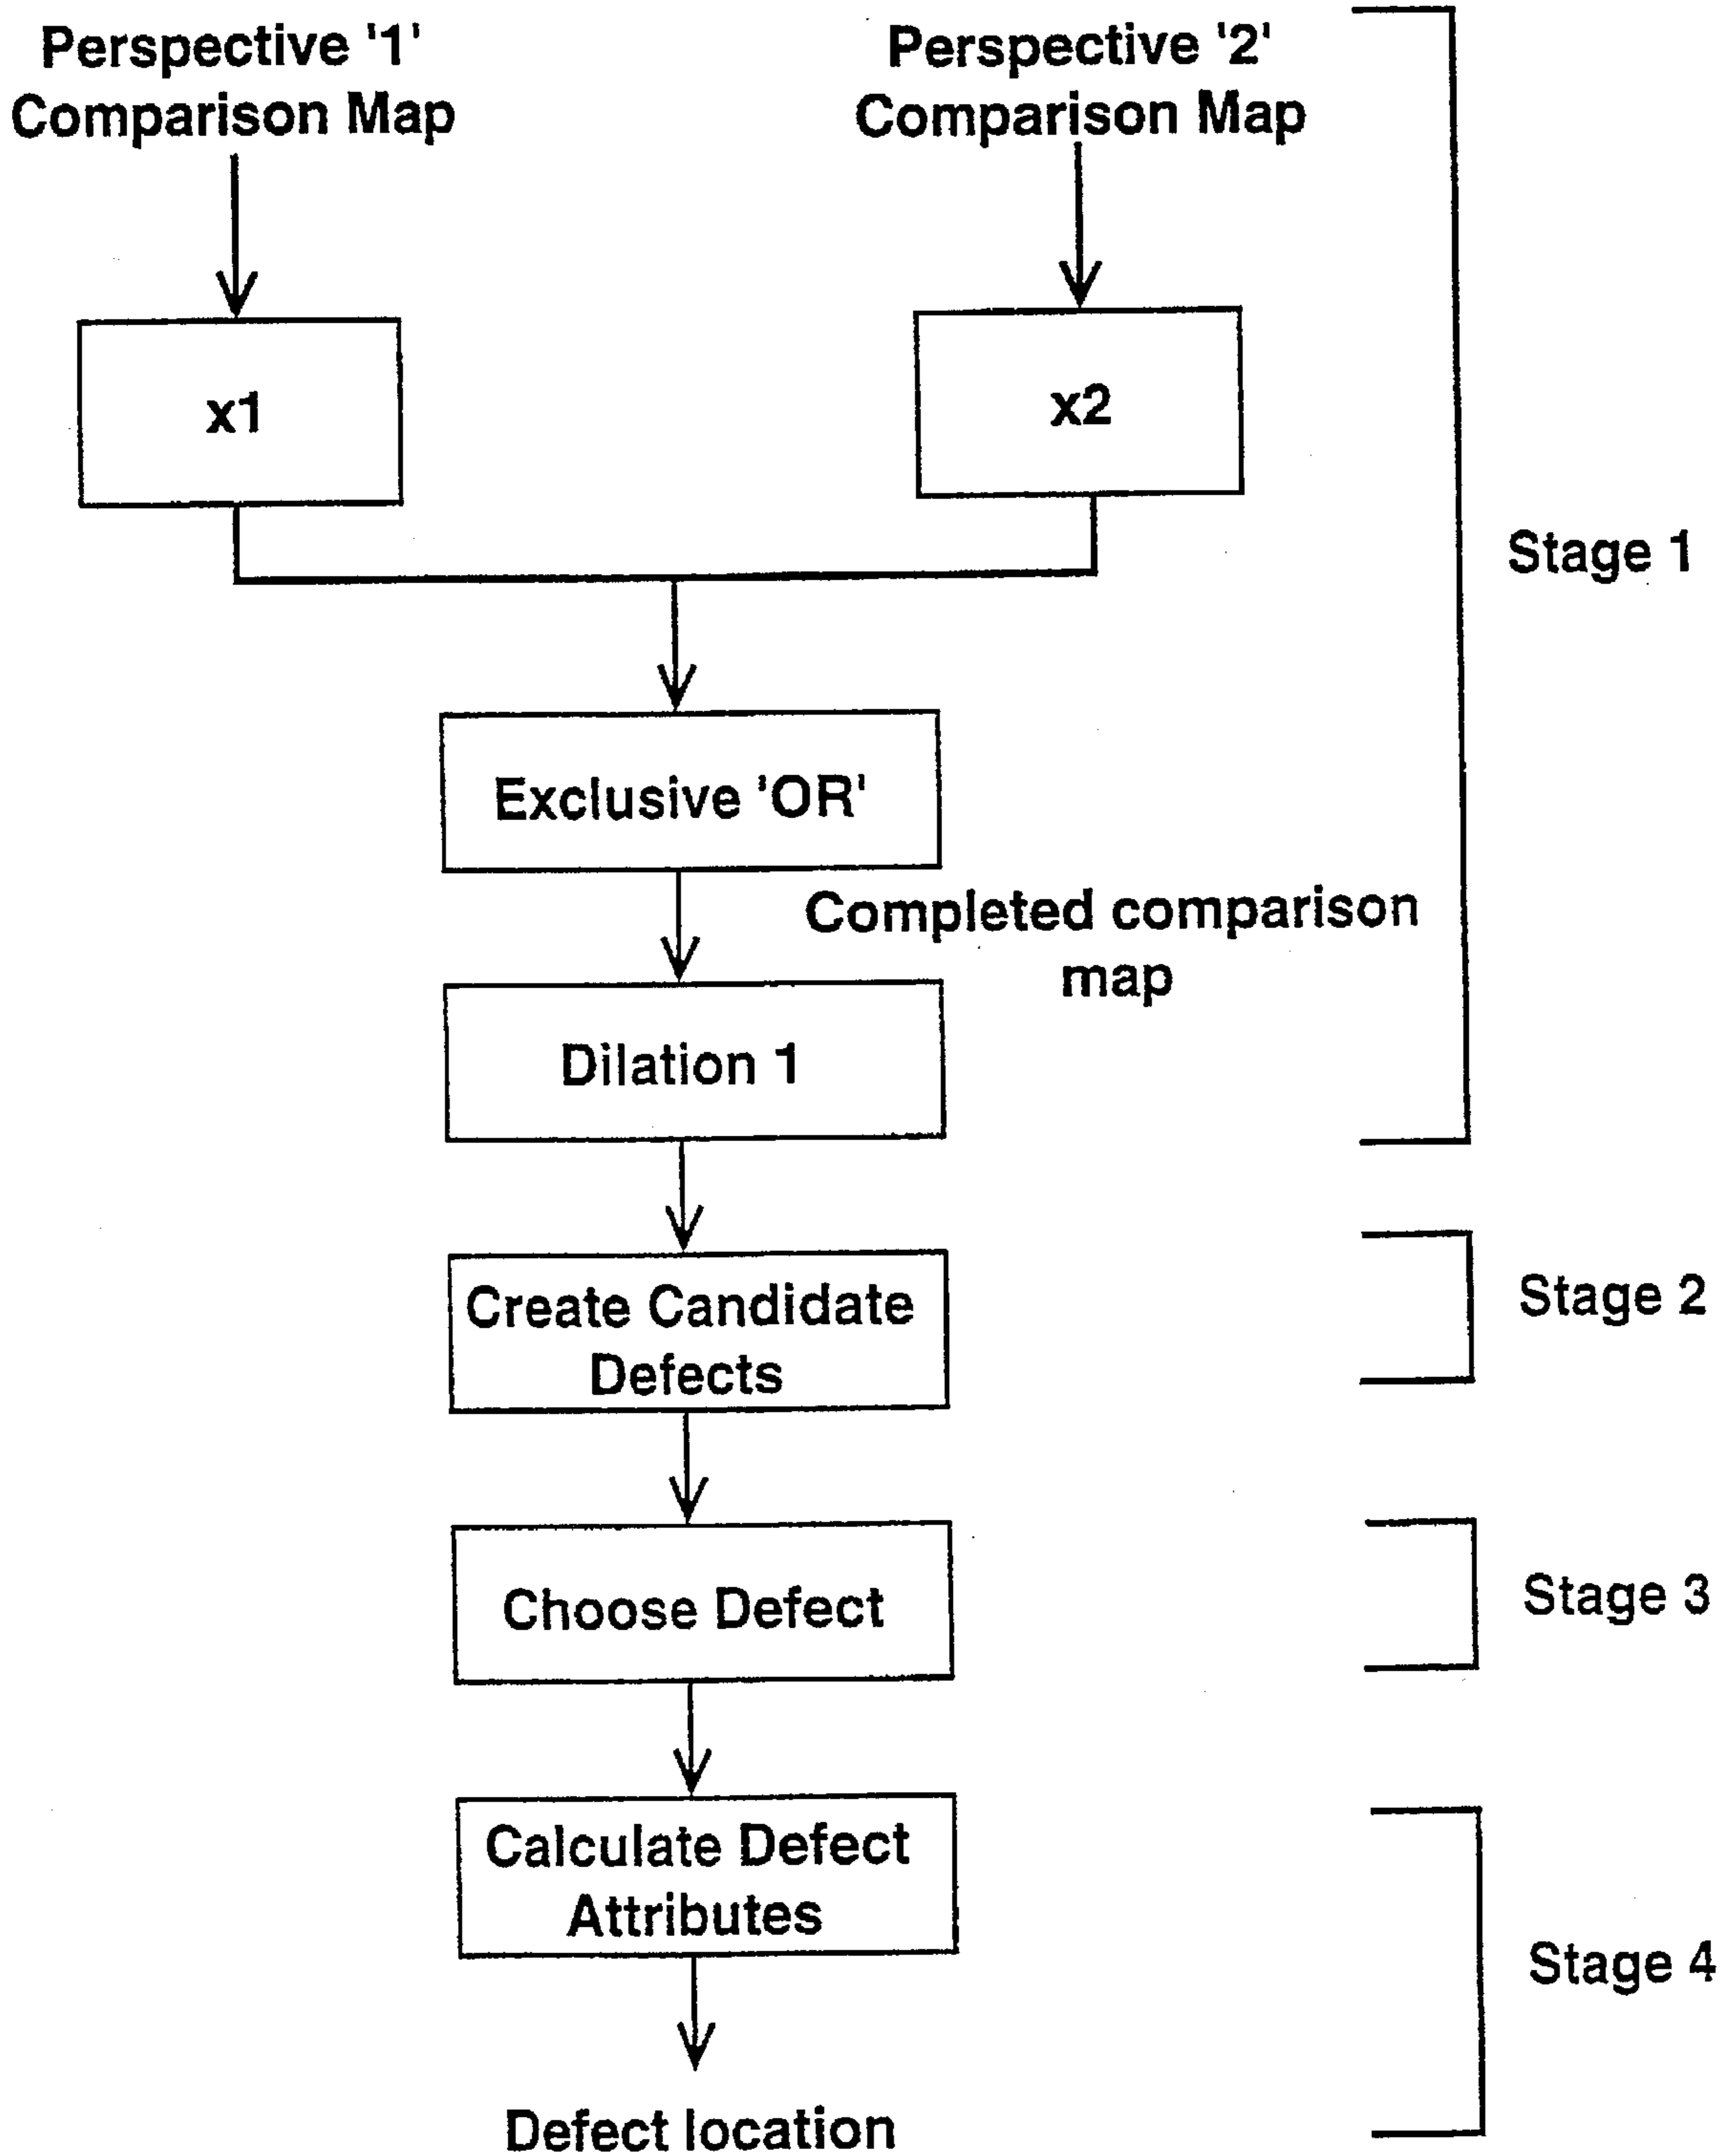 Perspective '1'
Comparison Map
Perspective '2'
Comparison Map
x1
x2
Stage 1
Exclusive 'OR'
Completed comparison
map
Dilation 1
Create Candidate
Defects
Stage 2
Choose Defect
Stage 3
Calculate Defect
Attributes
Stage 4
Defect location